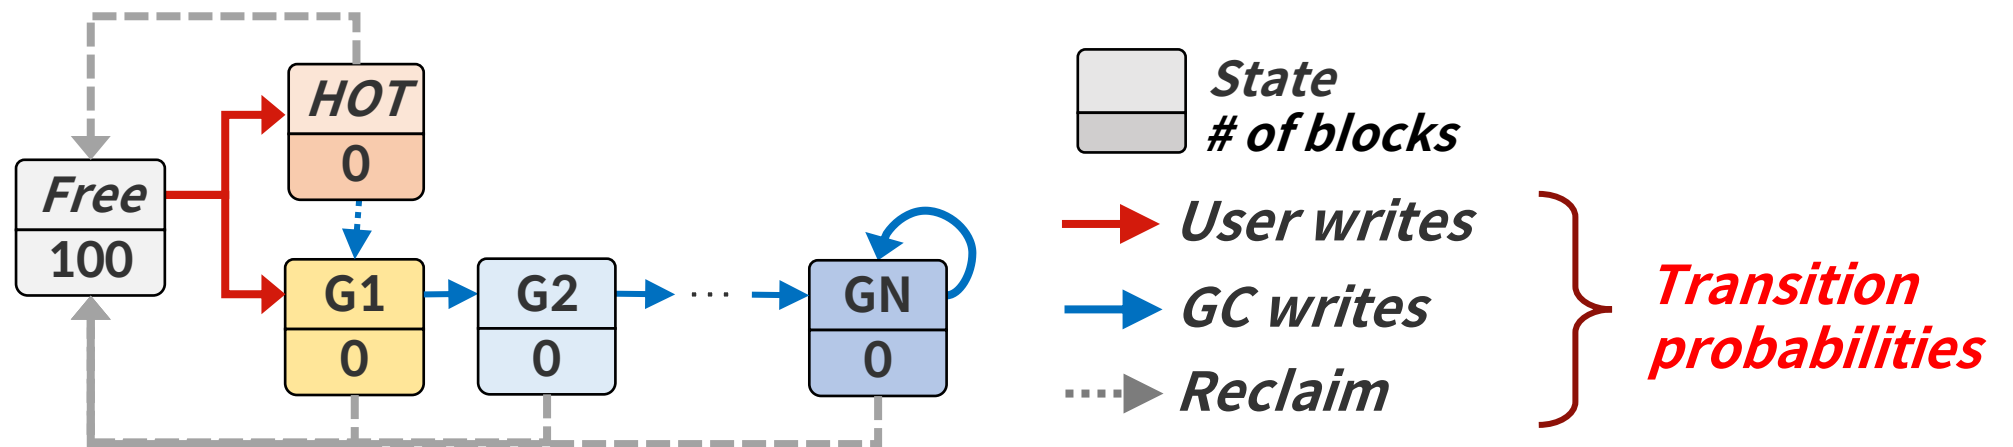 HOT
0
Free
100
G1
0
G2
0
...
GN
0
State
# of blocks
User writes
GC writes
Reclaim
Transition
probabilities